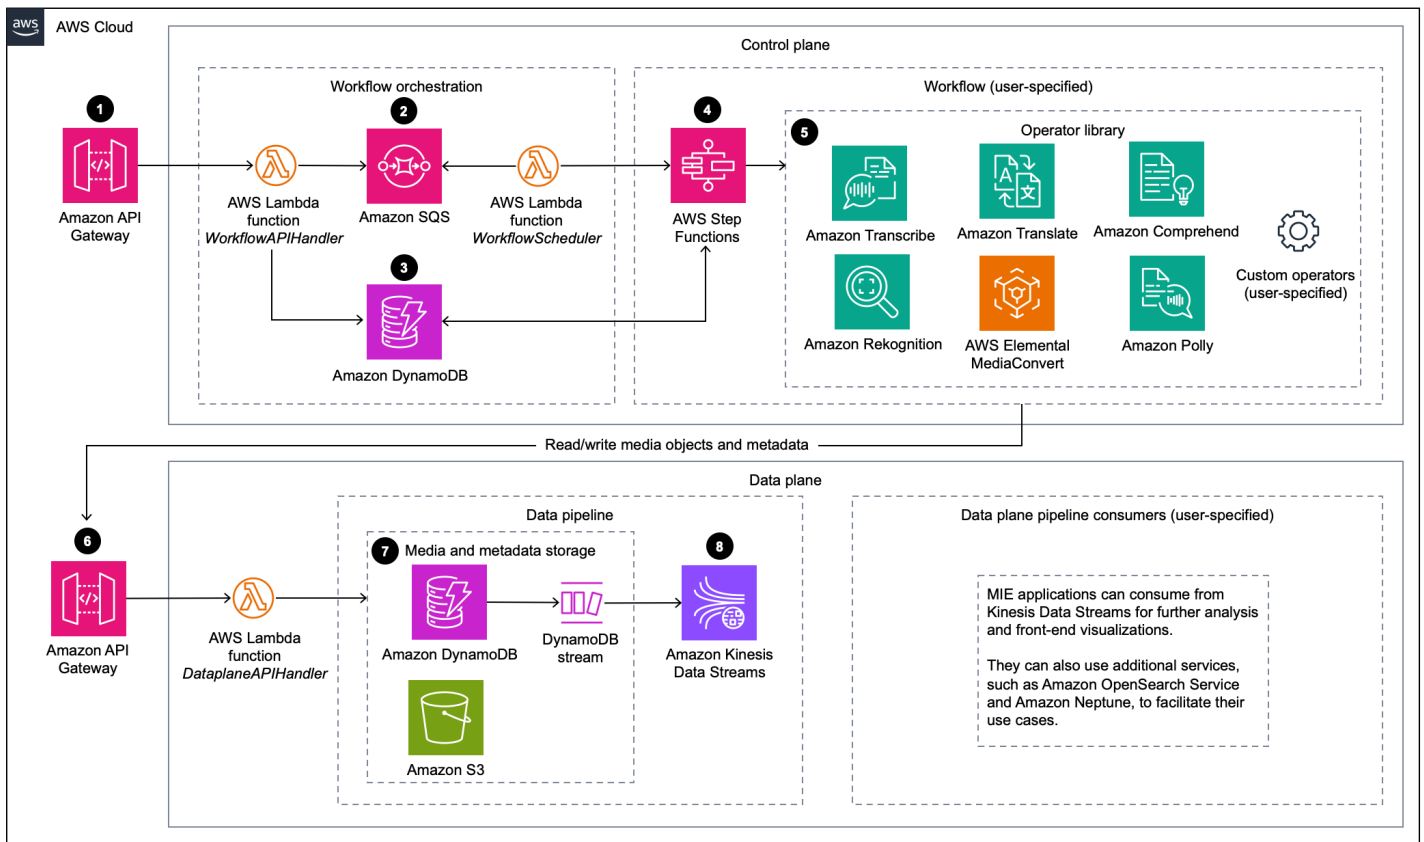 aws
AWS Cloud
Control plane
Workflow orchestration
Workflow (user-specified)
1
Amazon API
Gateway
AWS Lambda
function
WorkflowAPIHandler
2
Amazon SQS
AWS Lambda
function
WorkflowScheduler
3
Amazon DynamoDB
4
AWS Step
Functions
5
Operator library
Amazon Transcribe
A
文
Amazon Translate
Amazon Comprehend
Amazon Rekognition
AWS Elemental
MediaConvert
Amazon Polly
Custom operators
(user-specified)
Read/write media objects and metadata
Data plane
Data pipeline
Data plane pipeline consumers (user-specified)
6
Amazon API
Gateway
AWS Lambda
function
DataplaneAPIHandler
7
Media and metadata storage
Amazon DynamoDB
DynamoDB
stream
Amazon S3
8
Amazon Kinesis
Data Streams
MIE applications can consume from
Kinesis Data Streams for further analysis
and front-end visualizations.
They can also use additional services,
such as Amazon OpenSearch Service
and Amazon Neptune, to facilitate their
use cases.